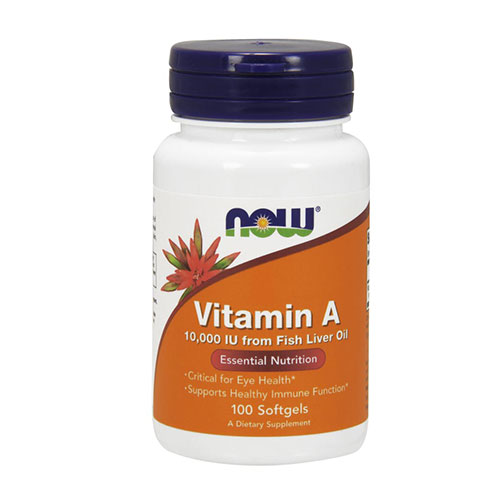 NOW®
Vitamin A
10,000 IU from Fish Liver Oil
Essential Nutrition
•Critical for Eye Health*
•Supports Healthy Immune Function*
100 Softgels
A Dietary Supplement